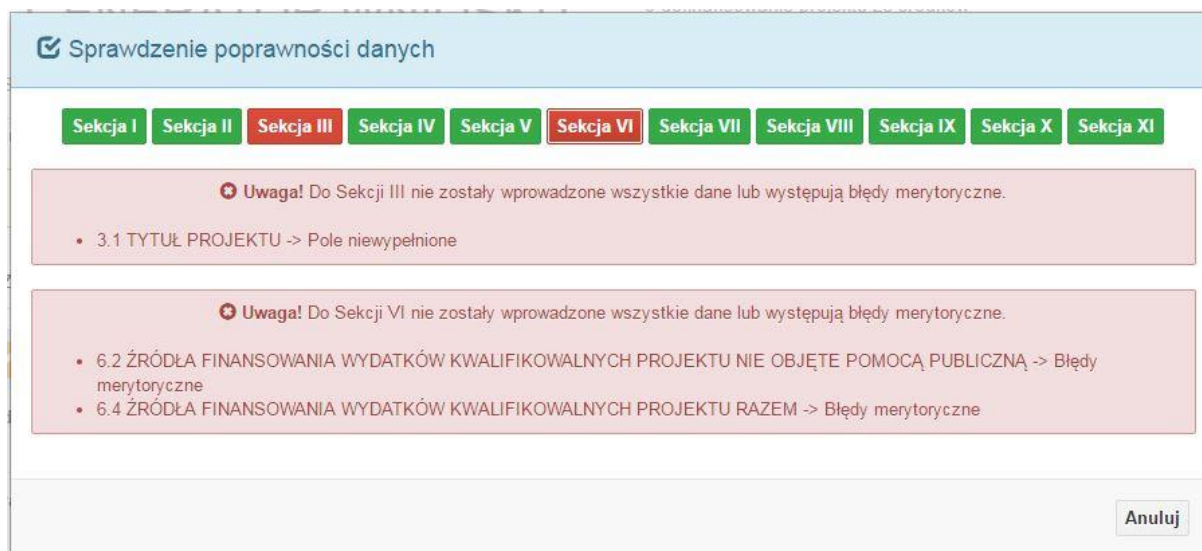 Sprawdzenie poprawności danych
Sekcja I Sekcja II Sekcja III Sekcja IV Sekcja V Sekcja VI Sekcja VII Sekcja VIII Sekcja IX Sekcja X Sekcja XI
Uwaga! Do Sekcji III nie zostały wprowadzone wszystkie dane lub występują błędy merytoryczne.
• 3.1 TYTUŁ PROJEKTU -> Pole niewypełnione
Uwaga! Do Sekcji VI nie zostały wprowadzone wszystkie dane lub występują błędy merytoryczne.
• 6.2 ŹRÓDŁA FINANSOWANIA WYDATKÓW KWALIFIKOWALNYCH PROJEKTU NIE OBJĘTE POMOCĄ PUBLICZNĄ -> Błędy
merytoryczne
• 6.4 ŹRÓDŁA FINANSOWANIA WYDATKÓW KWALIFIKOWALNYCH PROJEKTU RAZEM -> Błędy merytoryczne
Anuluj